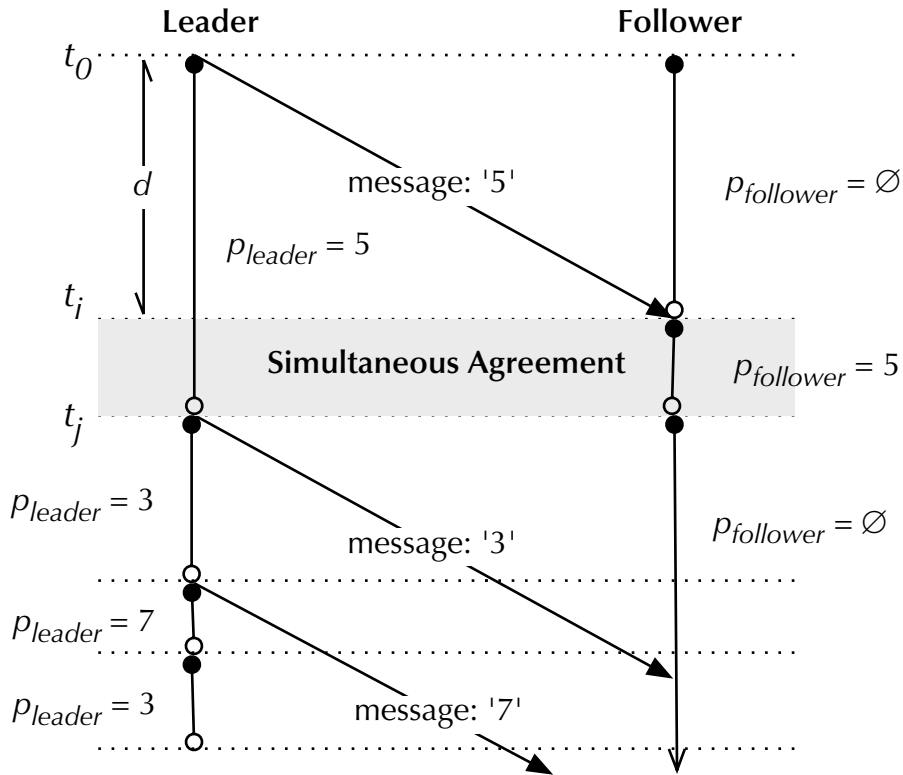 Leader
Follower
t0
d
message: '5'
pfollower = ∅
pleader = 5
ti
Simultaneous Agreement
pfollower = 5
tj
pleader = 3
message: '3'
pfollower = ∅
pleader = 7
pleader = 3
message: '7'